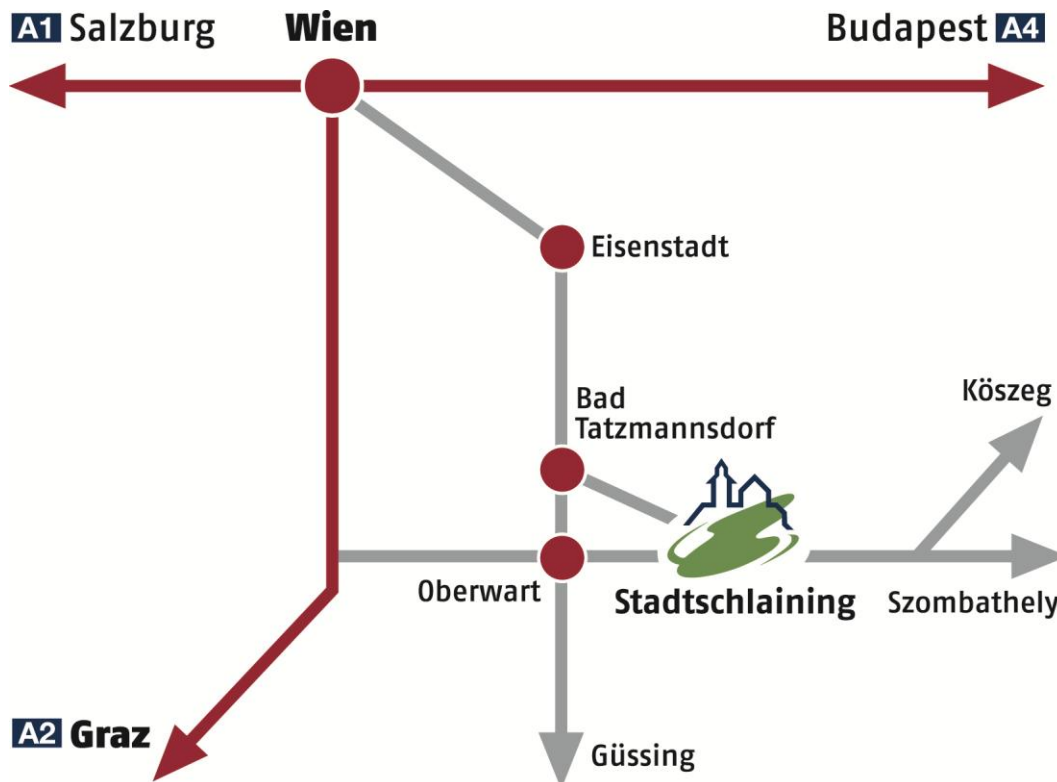 A1 Salzburg
Wien
Budapest A4
Eisenstadt
Köszeg
Bad
Tatzmannsdorf
Oberwart
Stadtschlaining
Szombathely
A2 Graz
Güssing